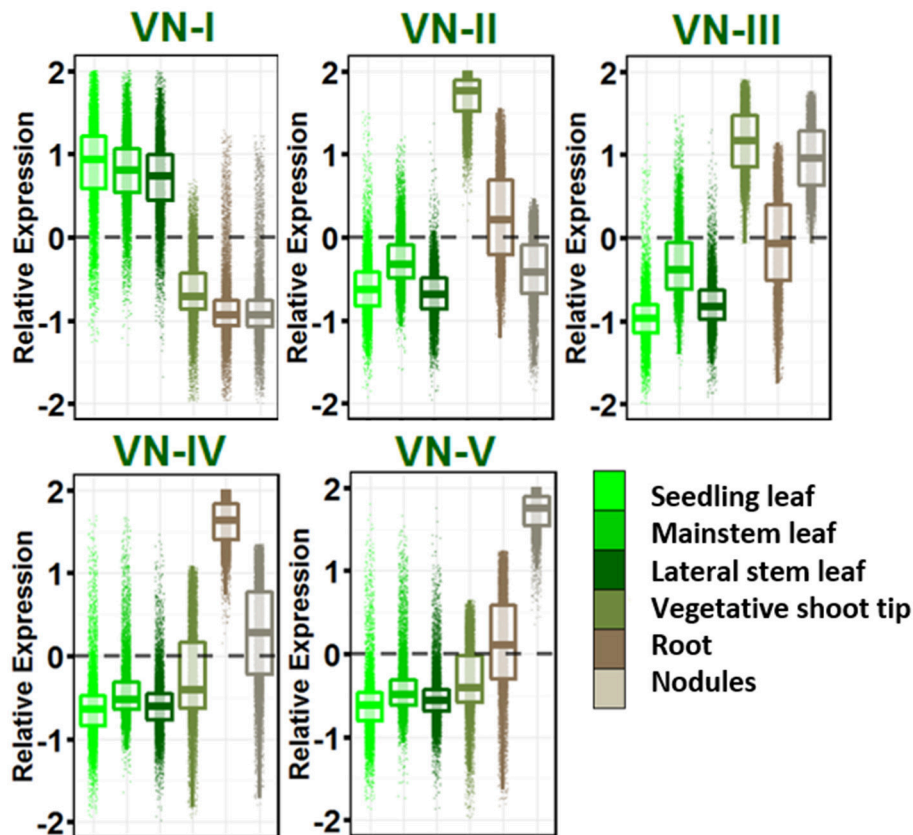 VN-I
VN-II
VN-III
Relative Expression
2
1
0
-1
-2
Relative Expression
2
1
0
-1
-2
Relative Expression
2
1
0
-1
-2
VN-IV
VN-V
Relative Expression
2
1
0
-1
-2
Relative Expression
2
1
0
-1
-2
Seedling leaf
Mainstem leaf
Lateral stem leaf
Vegetative shoot tip
Root
Nodules